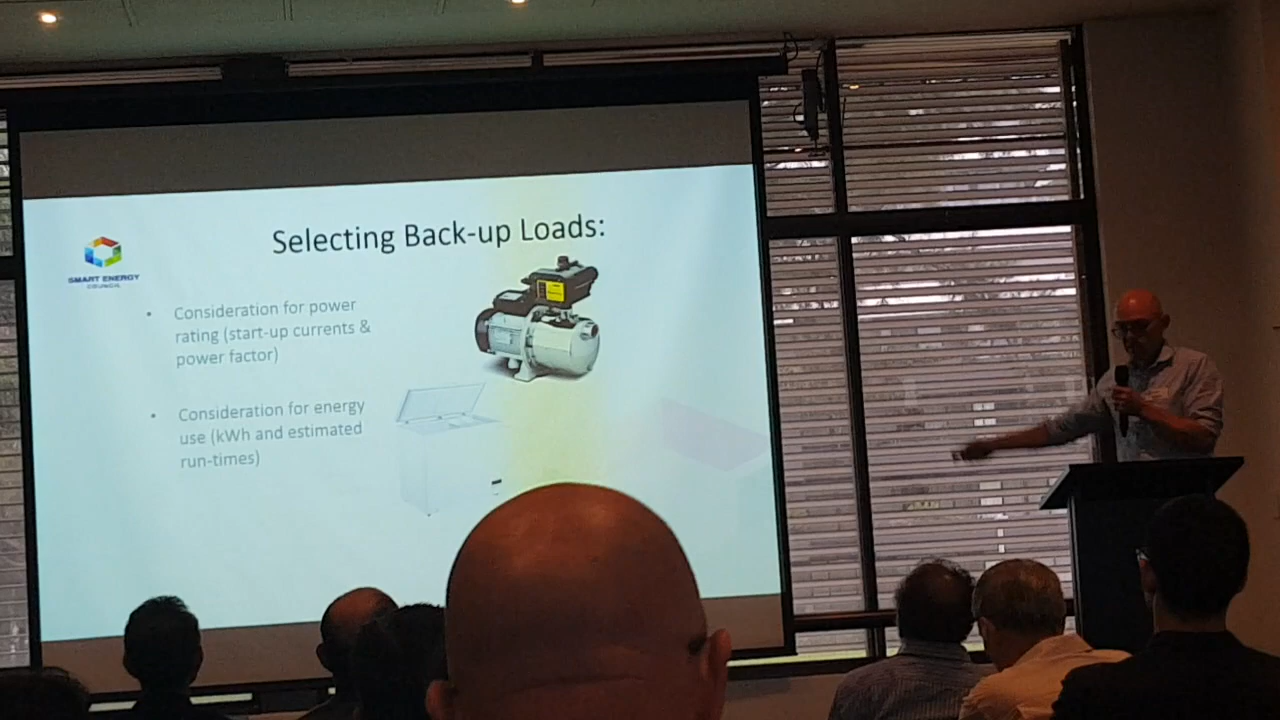 Selecting Back-up Loads:
SMART ENERGY
COUNCIL
• Consideration for power
rating (start-up currents &
power factor)
• Consideration for energy
use (kWh and estimated
run-times)